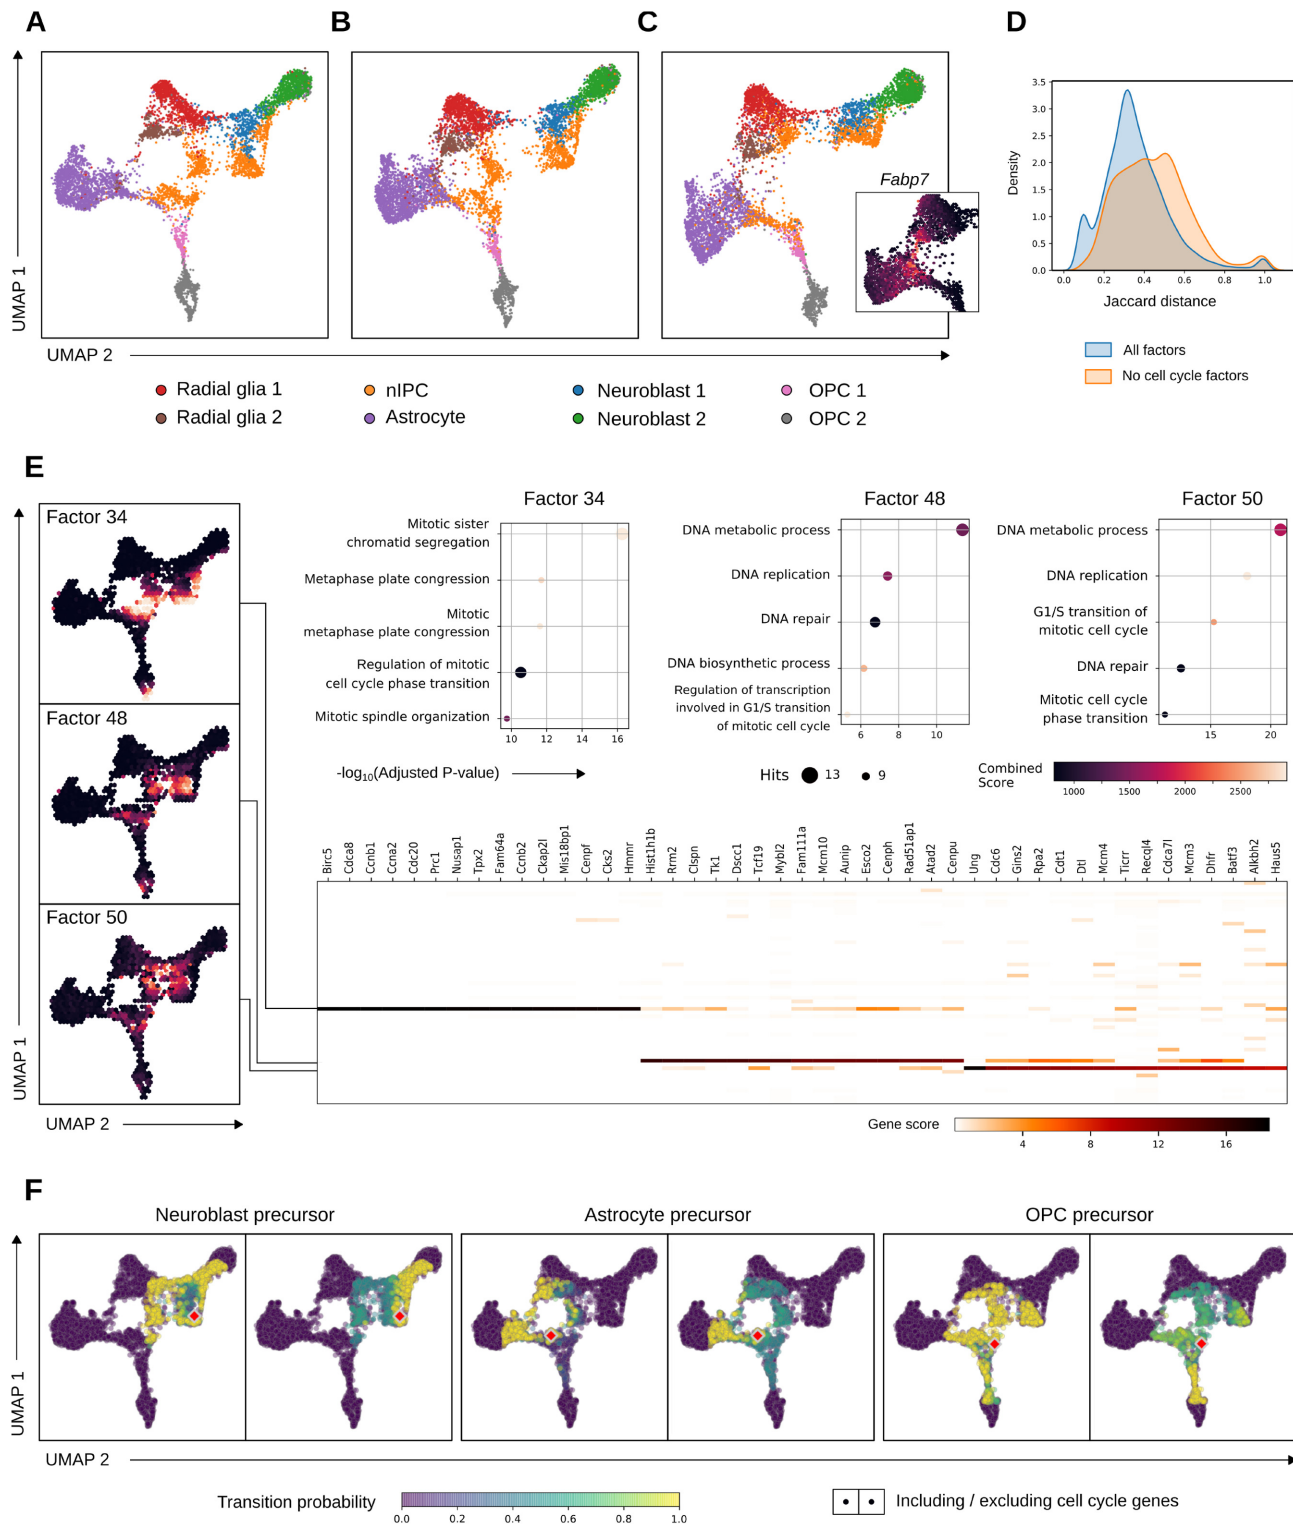 A
B
C
D
UMAP 1
UMAP 2
Fabp7
Density
3.5
3.0
2.5
2.0
1.5
1.0
0.5
0.0
0.0 0.2 0.4 0.6 0.8 1.0
Jaccard distance
All factors
No cell cycle factors
Radial glia 1
nIPC
Neuroblast 1
OPC 1
Radial glia 2
Astrocyte
Neuroblast 2
OPC 2
E
UMAP 1
Factor 34
Factor 48
Factor 50
UMAP 2
Factor 34
Mitotic sister
chromatid segregation
Metaphase plate congression
Mitotic
metaphase plate congression
Regulation of mitotic
cell cycle phase transition
Mitotic spindle organization
10 12 14 16
Factor 48
DNA metabolic process
DNA replication
DNA repair
DNA biosynthetic process
Regulation of transcription
involved in G1/S transition
of mitotic cell cycle
6 8 10
Factor 50
DNA metabolic process
DNA replication
G1/S transition of
mitotic cell cycle
DNA repair
Mitotic cell cycle
phase transition
15 20
-log10(Adjusted P-value)
Hits 13 9
Combined
Score
1000 1500 2000 2500
Birc5
Cdca8
Ccnb1
Ccna2
Cdc20
Prc1
Nusap1
Tpx2
Fam64a
Ccnb2
Ckap2l
Mis18bp1
Cenpf
Cks2
Hmmr
Hist1h1b
Rrm2
Clspn
Tk1
Dscc1
Tcf19
Mybl2
Fam111a
Mcm10
Aunip
Esco2
Cenph
Rad51ap1
Atad2
Cenpu
Ung
Cdc6
Gins2
Rpa2
Cdt1
Dtl
Mcm4
Ticrr
Recql4
Cdca7l
Mcm3
Dhfr
Batf3
Alkbh2
Haus5
Gene score
4 8 12 16
F
Neuroblast precursor
Astrocyte precursor
OPC precursor
UMAP 1
UMAP 2
Transition probability
0.0 0.2 0.4 0.6 0.8 1.0
Including / excluding cell cycle genes